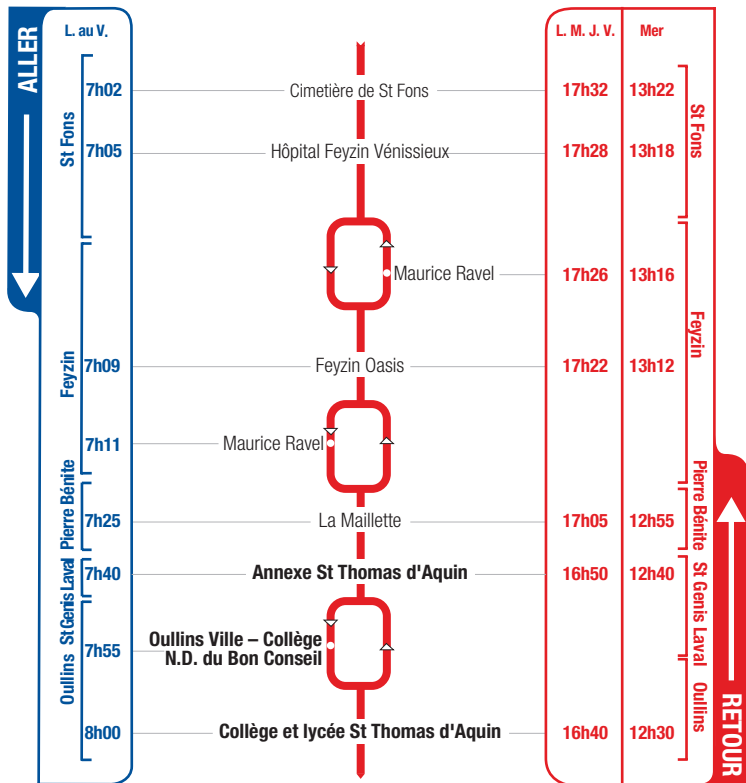 ALLER
L. au V.
L. M. J. V. Mer
St Fons
7h02 Cimetière de St Fons 17h32 13h22
St Fons
7h05 Hôpital Feyzin Vénissieux 17h28 13h18
Maurice Ravel 17h26 13h16
Feyzin
7h09 Feyzin Oasis 17h22 13h12
Feyzin
7h11 Maurice Ravel
Pierre Bénite
7h25 La Maillette 17h05 12h55
Pierre Bénite
St Genis Laval
7h40 Annexe St Thomas d'Aquin 16h50 12h40
St Genis Laval
Oullins
7h55 Oullins Ville – Collège
N.D. du Bon Conseil
Oullins
8h00 Collège et lycée St Thomas d'Aquin 16h40 12h30
RETOUR